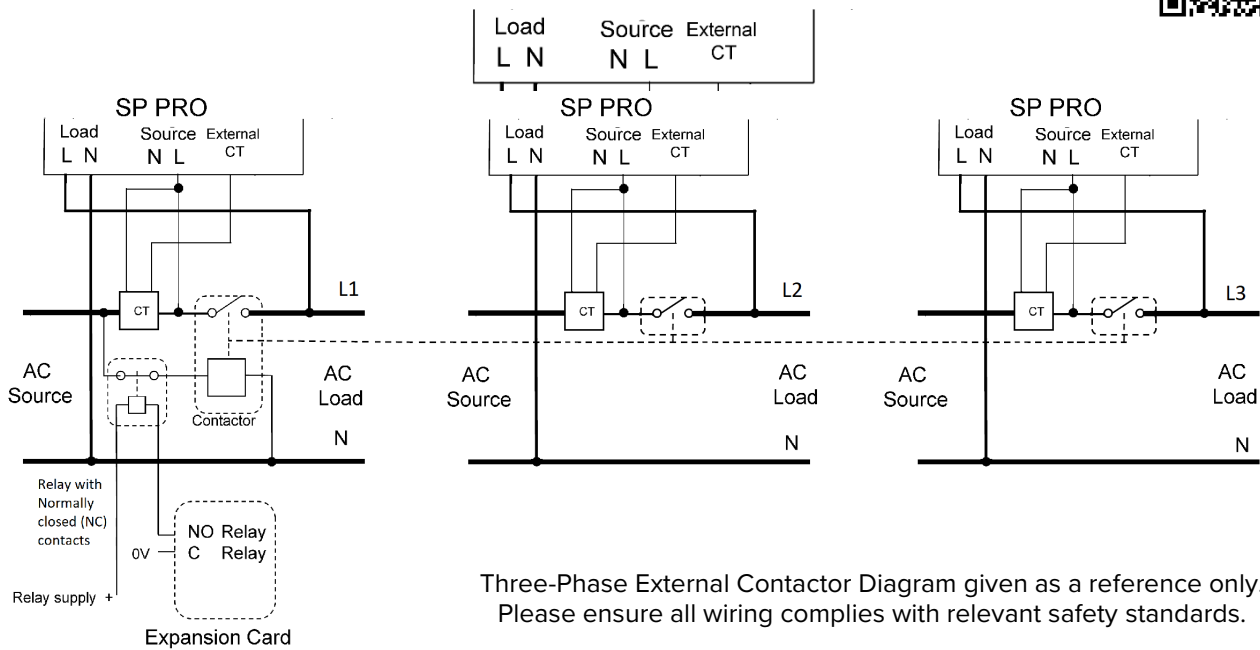 Load Source External
L N N L CT
SP PRO
Load Source External
L N N L CT
SP PRO
Load Source External
L N N L CT
SP PRO
Load Source External
L N N L CT
CT
L1
CT
L2
CT
L3
AC
Source
Contactor
AC
Load
N
AC
Source
AC
Load
N
AC
Source
AC
Load
N
Relay with
Normally
closed (NC)
contacts
NO Relay
0V C Relay
Relay supply +
Expansion Card
Three-Phase External Contactor Diagram given as a reference only.
Please ensure all wiring complies with relevant safety standards.